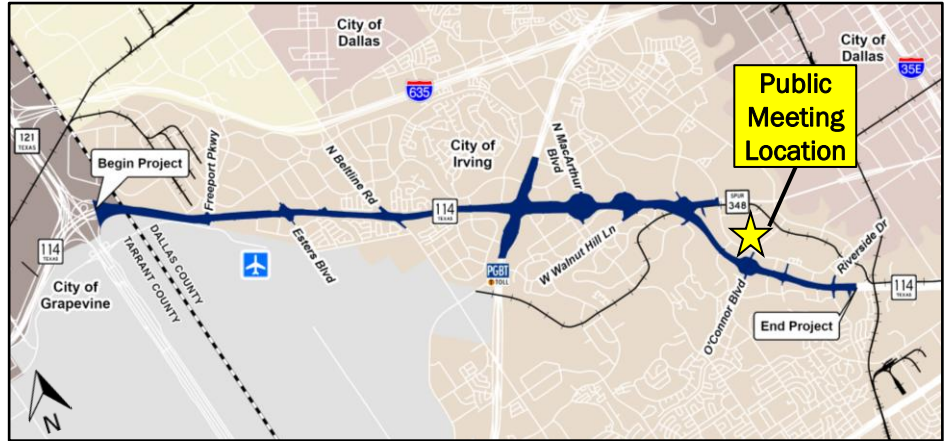 City of
Dallas
City of
Dallas
35E
635
Public
Meeting
Location
121
TEXAS
Begin Project
Freeport Pkwy
N Beltline Rd
City of
Irving
N MacArthur
Blvd
114
TEXAS
SPUR
348
114
TEXAS
City of
Grapevine
DALLAS COUNTY
TARRANT COUNTY
Esters Blvd
PGBT
TOLL
W Walnut Hill Ln
O'Connor Blvd
Riverside Dr
114
TEXAS
End Project
N